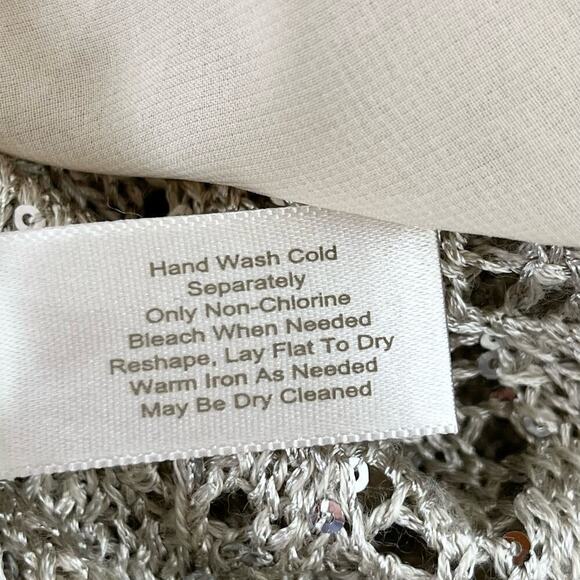 Hand Wash Cold
Separately
Only Non-Chlorine
Bleach When Needed
Reshape, Lay Flat To Dry
Warm Iron As Needed
May Be Dry Cleaned